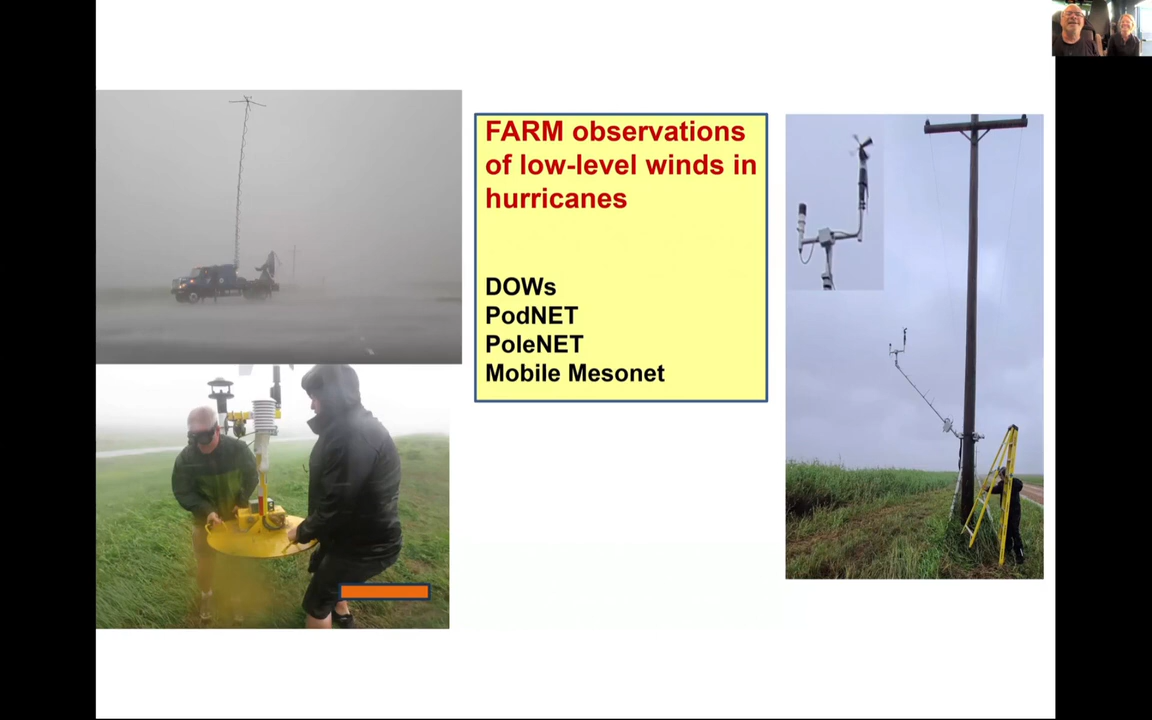 FARM observations
of low-level winds in
hurricanes
DOWs
PodNET
PoleNET
Mobile Mesonet